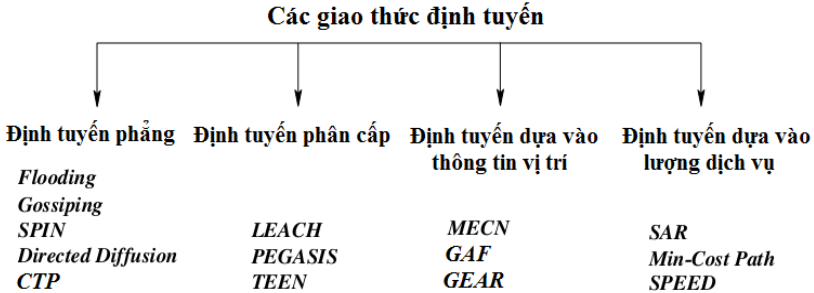 Các giao thức định tuyến
Định tuyến phẳng
Flooding
Gossiping
SPIN
Directed Diffusion
CTP
Định tuyến phân cấp
LEACH
PEGASIS
TEEN
Định tuyến dựa vào
thông tin vị trí
MECN
GAF
GEAR
Định tuyến dựa vào
lượng dịch vụ
SAR
Min-Cost Path
SPEED